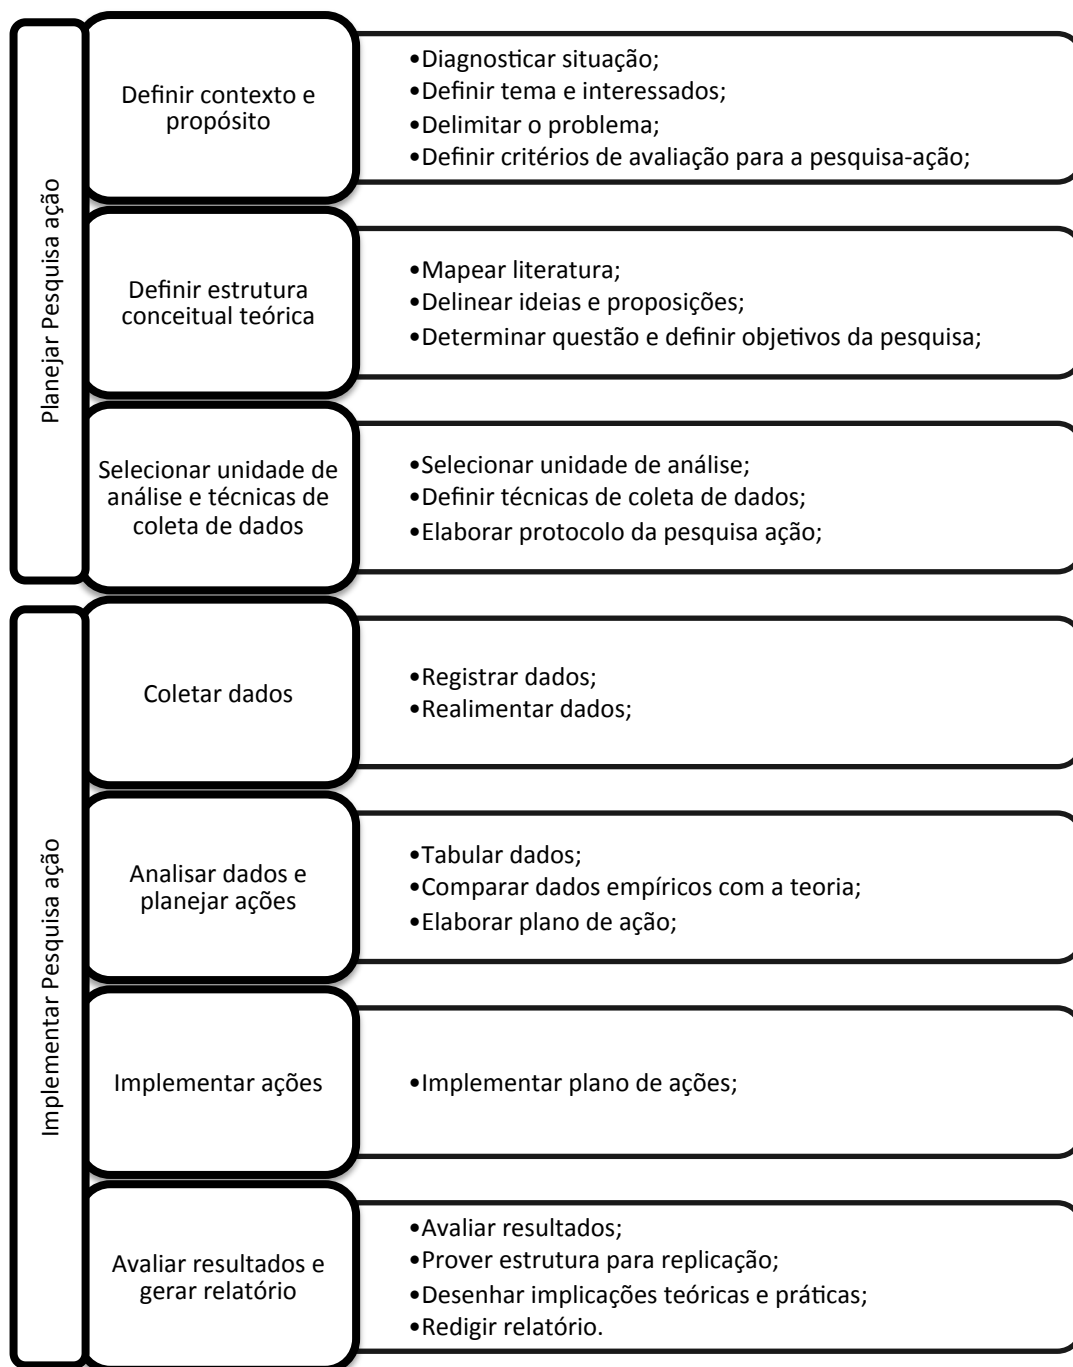 Planejar Pesquisa ação
Definir contexto e
propósito
•Diagnosticar situação;
•Definir tema e interessados;
•Delimitar o problema;
•Definir critérios de avaliação para a pesquisa-ação;
Definir estrutura
conceitual teórica
•Mapear literatura;
•Delinear ideias e proposições;
•Determinar questão e definir objetivos da pesquisa;
Selecionar unidade de
análise e técnicas de
coleta de dados
•Selecionar unidade de análise;
•Definir técnicas de coleta de dados;
•Elaborar protocolo da pesquisa ação;
Implementar Pesquisa ação
Coletar dados
•Registrar dados;
•Realimentar dados;
Analisar dados e
planejar ações
•Tabular dados;
•Comparar dados empíricos com a teoria;
•Elaborar plano de ação;
Implementar ações
•Implementar plano de ações;
Avaliar resultados e
gerar relatório
•Avaliar resultados;
•Prover estrutura para replicação;
•Desenhar implicações teóricas e práticas;
•Redigir relatório.